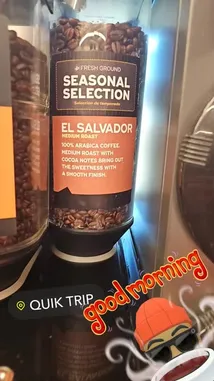 FRESH GROUND
SEASONAL
SELECTION
Selección de temporada
EL SALVADOR
MEDIUM ROAST
100% ARABICA COFFEE.
MEDIUM ROAST WITH
COCOA NOTES BRING OUT
THE SWEETNESS WITH
A SMOOTH FINISH.
QUIK TRIP
good morning